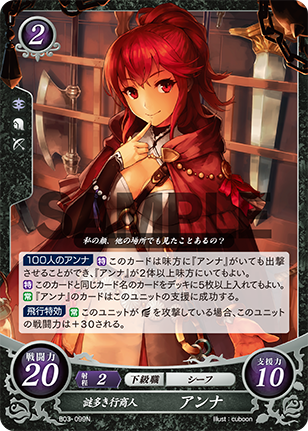 2
SAMPLE
私の顔、他の場所でも見たことあるの?
100人のアンナ 特 このカードは味方に『アンナ』がいても出撃
させることができ、『アンナ』が2体以上味方にいてもよい。
特 このカードと同じカード名のカードをデッキに5枚以上入れてもよい。
常 『アンナ』のカードはこのユニットの支援に成功する。
飛行特効 常 このユニットが を攻撃している場合、このユニット
の戦闘力は+30される。
戦闘力
20
射程 2 下級職 シーフ
支援力
10
謎多き行商人 アンナ
B03-099N
Illust : cuboon